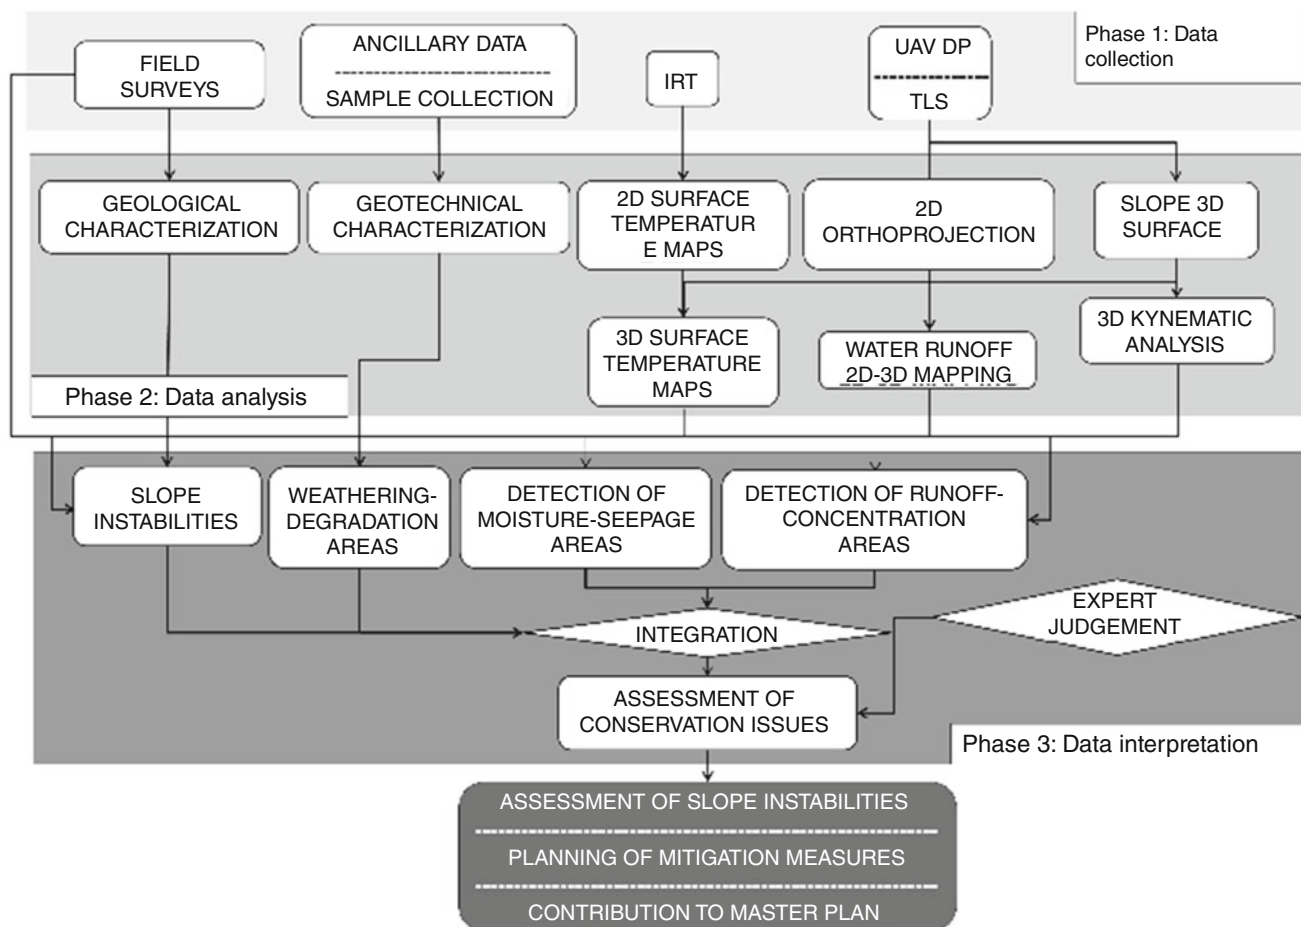 Phase 1: Data
collection
FIELD
SURVEYS
ANCILLARY DATA
SAMPLE COLLECTION
IRT
UAV DP
TLS
GEOLOGICAL
CHARACTERIZATION
GEOTECHNICAL
CHARACTERIZATION
2D SURFACE
TEMPERATUR
E MAPS
2D
ORTHOPROJECTION
SLOPE 3D
SURFACE
3D SURFACE
TEMPERATURE
MAPS
WATER RUNOFF
2D-3D MAPPING
3D KYNEMATIC
ANALYSIS
Phase 2: Data analysis
SLOPE
INSTABILITIES
WEATHERING-
DEGRADATION
AREAS
DETECTION OF
MOISTURE-SEEPAGE
AREAS
DETECTION OF RUNOFF-
CONCENTRATION
AREAS
EXPERT
JUDGEMENT
INTEGRATION
ASSESSMENT OF
CONSERVATION ISSUES
Phase 3: Data interpretation
ASSESSMENT OF SLOPE INSTABILITIES
PLANNING OF MITIGATION MEASURES
CONTRIBUTION TO MASTER PLAN